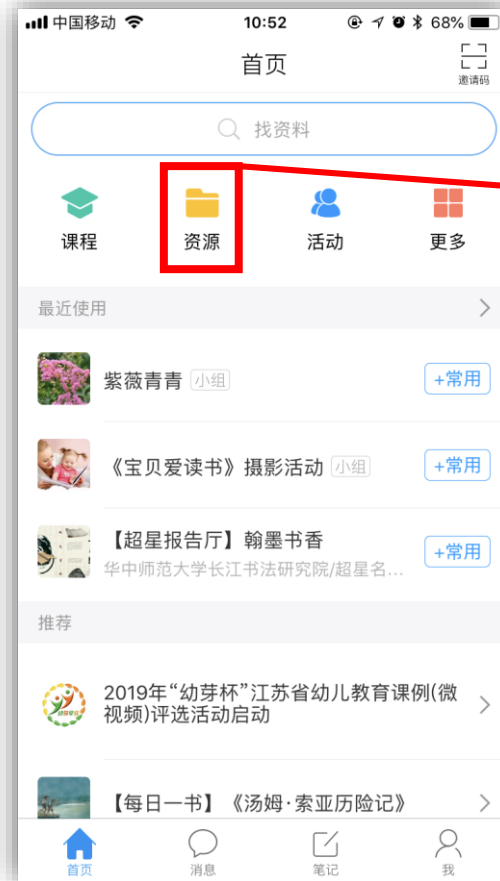 中国移动 10:52 68%
首页
邀请码
找资料
课程 资源 活动 更多
最近使用
紫薇青青 小组 +常用
《宝贝爱读书》摄影活动 小组 +常用
【超星报告厅】翰墨书香 +常用
华中师范大学长江书法研究院/超星名...
推荐
2019年“幼芽杯”江苏省幼儿教育课例(微
视频)评选活动启动
【每日一书】《汤姆·索亚历险记》
首页 消息 笔记 我